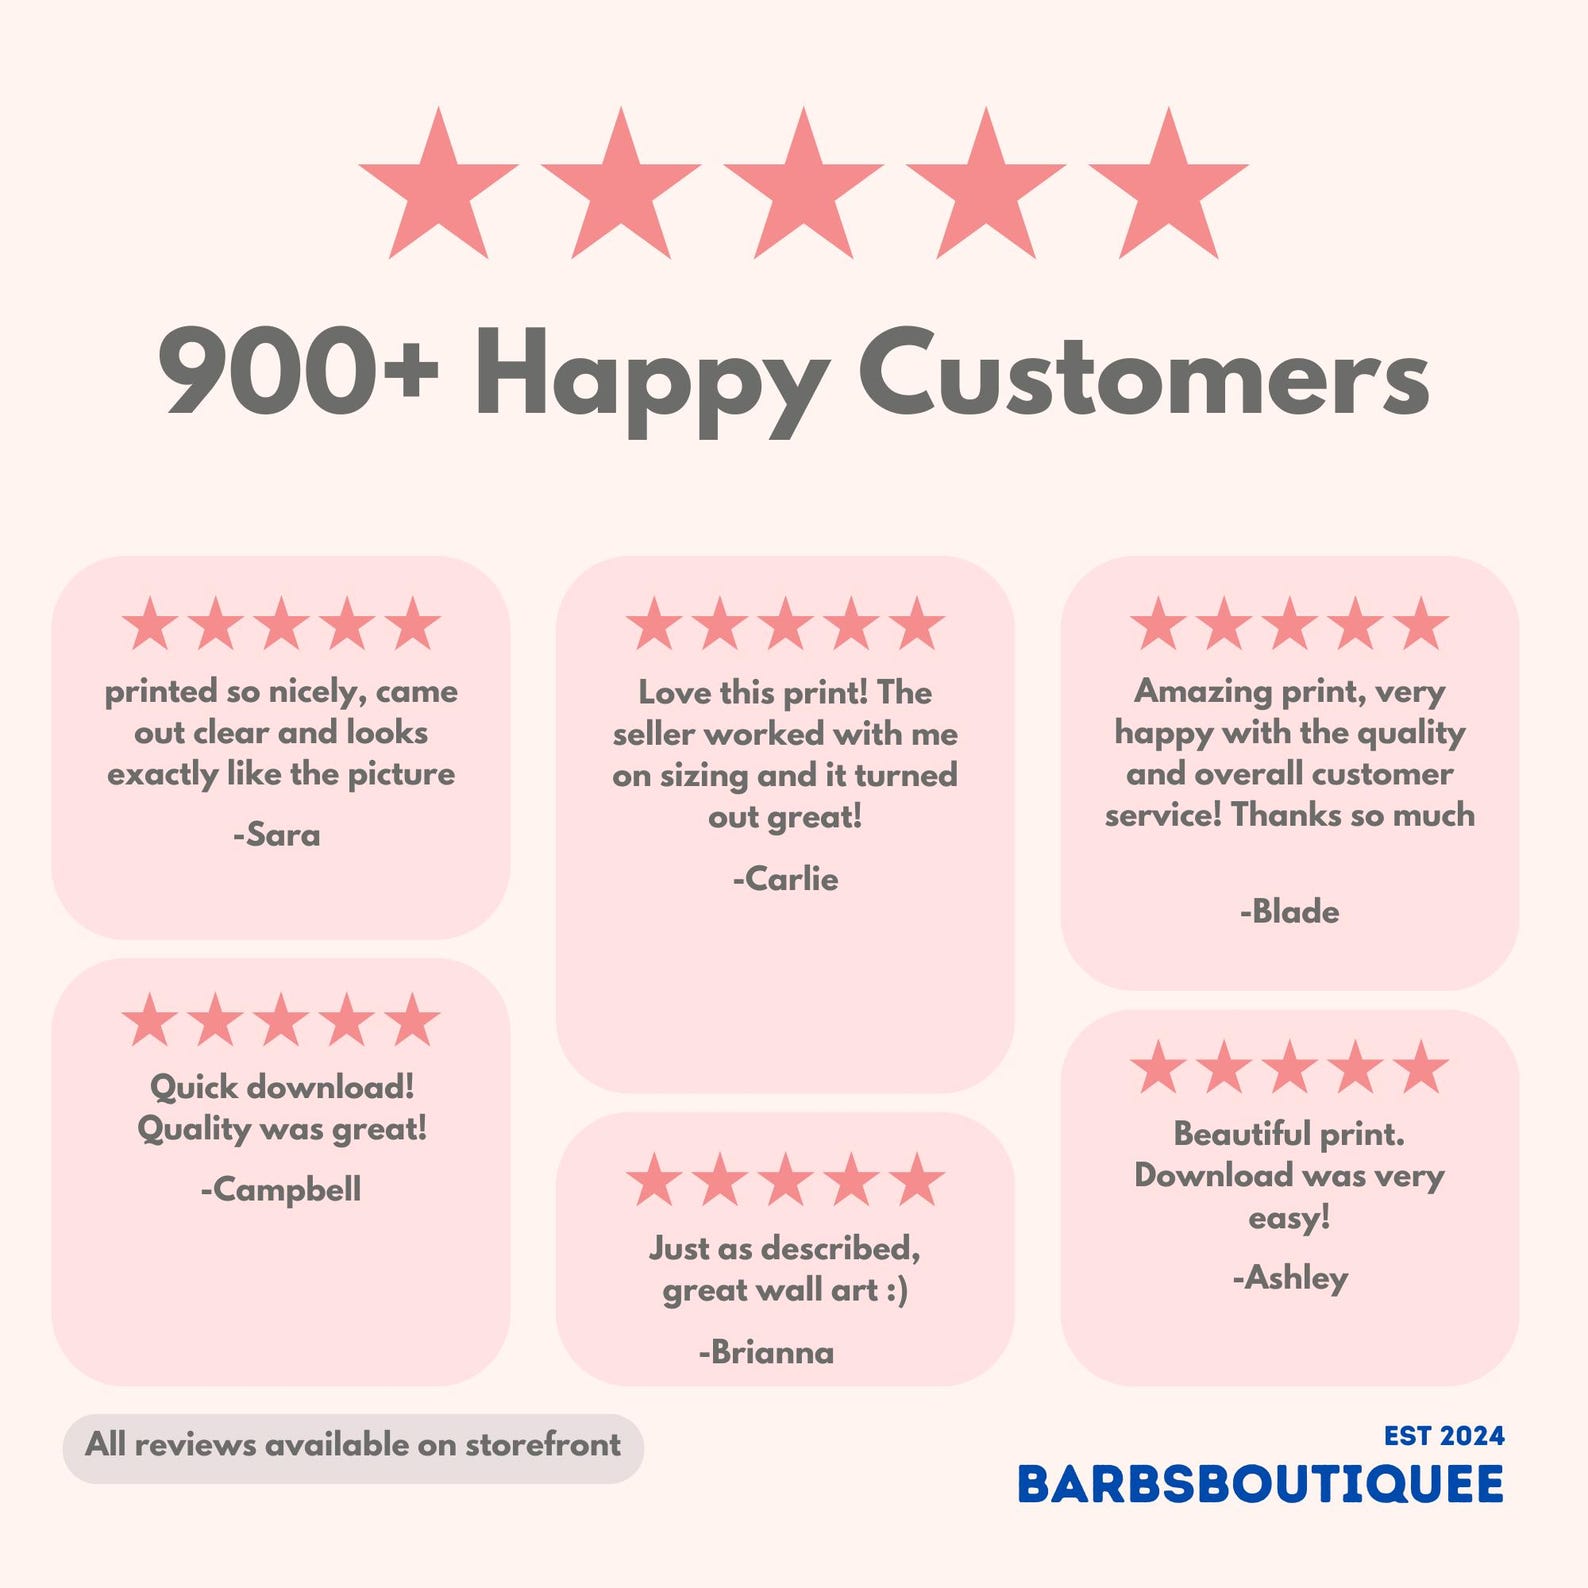 900+ Happy Customers
printed so nicely, came
out clear and looks
exactly like the picture
-Sara
Love this print! The
seller worked with me
on sizing and it turned
out great!
-Carlie
Amazing print, very
happy with the quality
and overall customer
service! Thanks so much
-Blade
Quick download!
Quality was great!
-Campbell
Just as described,
great wall art :)
-Brianna
Beautiful print.
Download was very
easy!
-Ashley
All reviews available on storefront
EST 2024
BARBSBOUTIQUEE